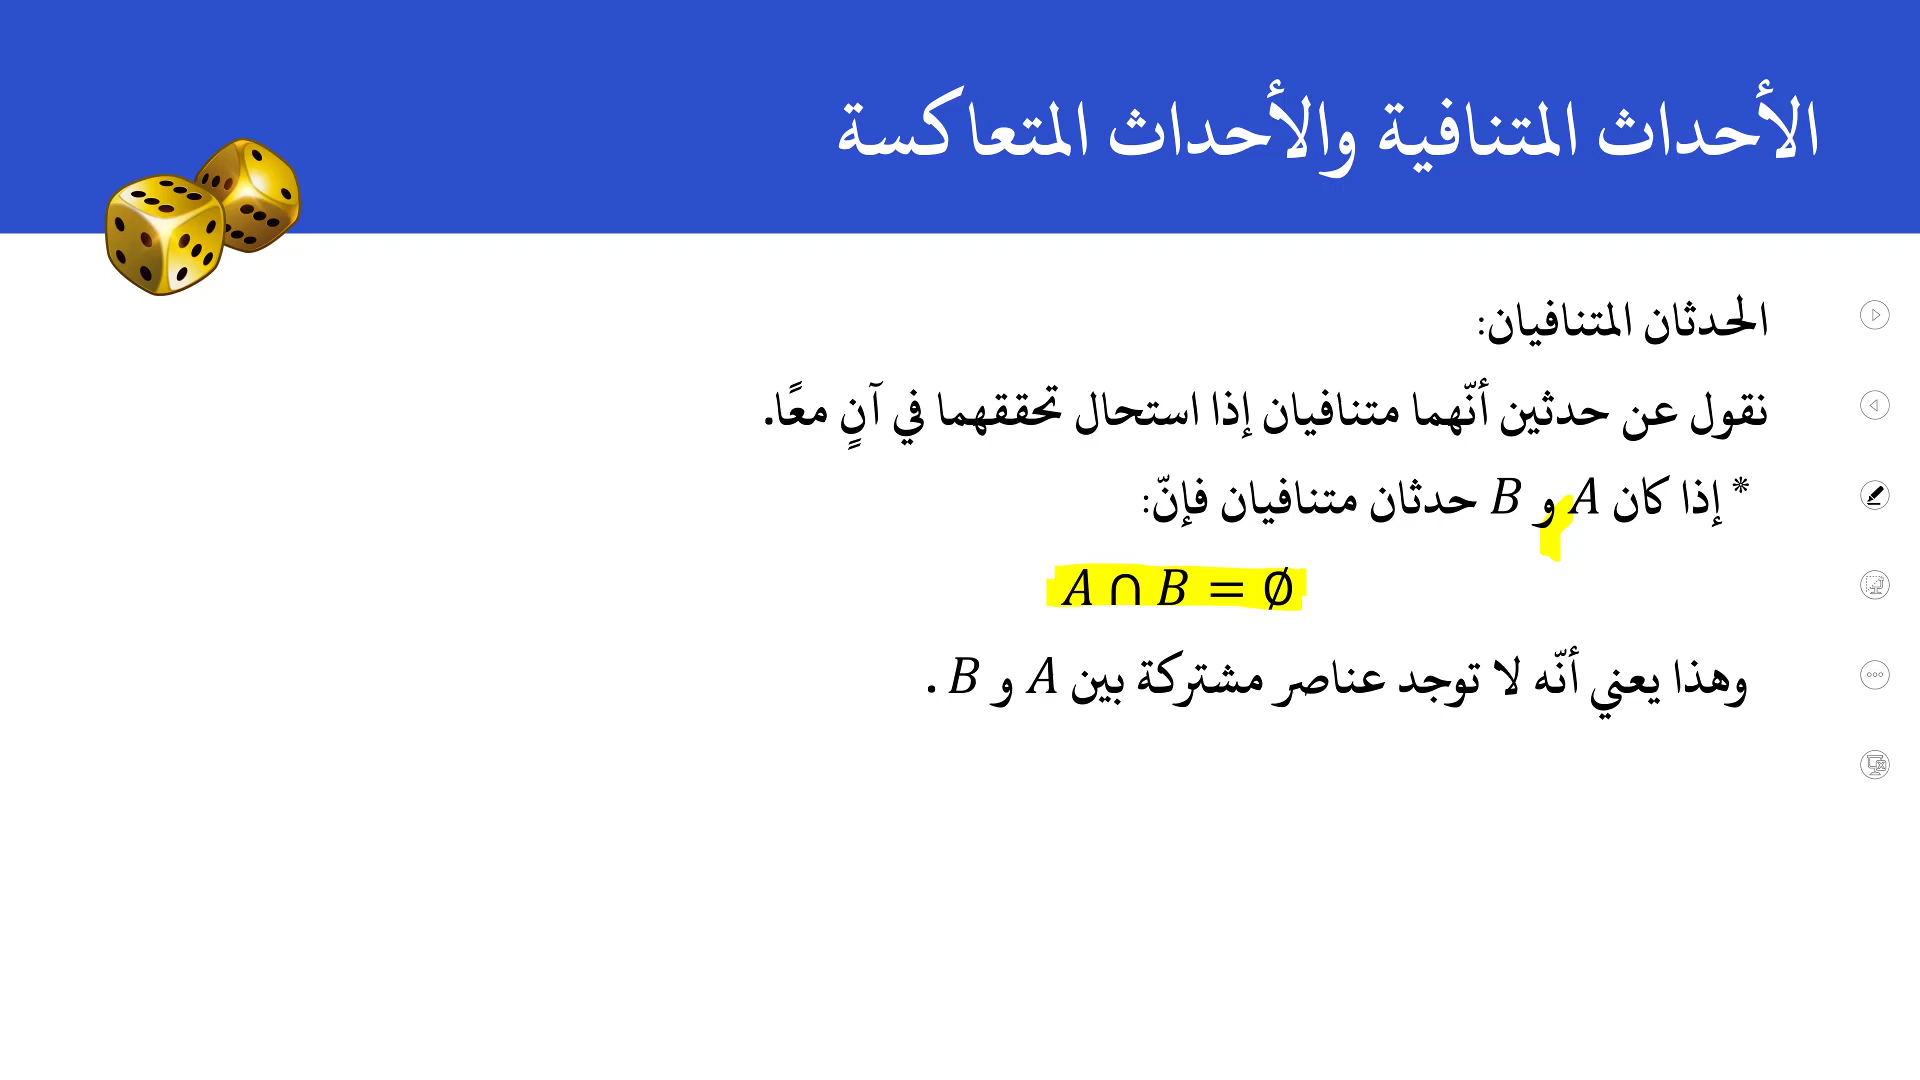 الأحداث المتنافية والأحداث المتعاكسة
الحدثان المتنافيان:
نقول عن حدثين أنّهما متنافيان إذا استحال تحققهما في آنٍ معًا.
* إذا كان A و B حدثان متنافيان فإنّ:
A ∩ B = ∅
وهذا يعني أنّه لا توجد عناصر مشتركة بين A و B .